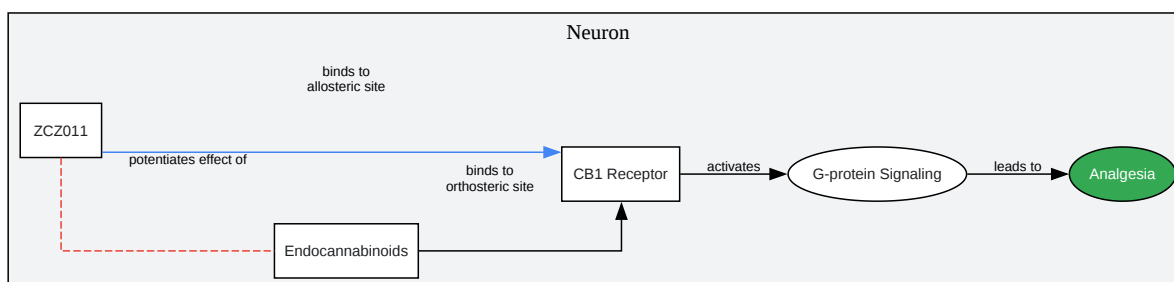 Neuron
binds to
allosteric site
ZCZ011
potentiates effect of
binds to
orthosteric site
CB1 Receptor
activates
G-protein Signaling
leads to
Analgesia
Endocannabinoids